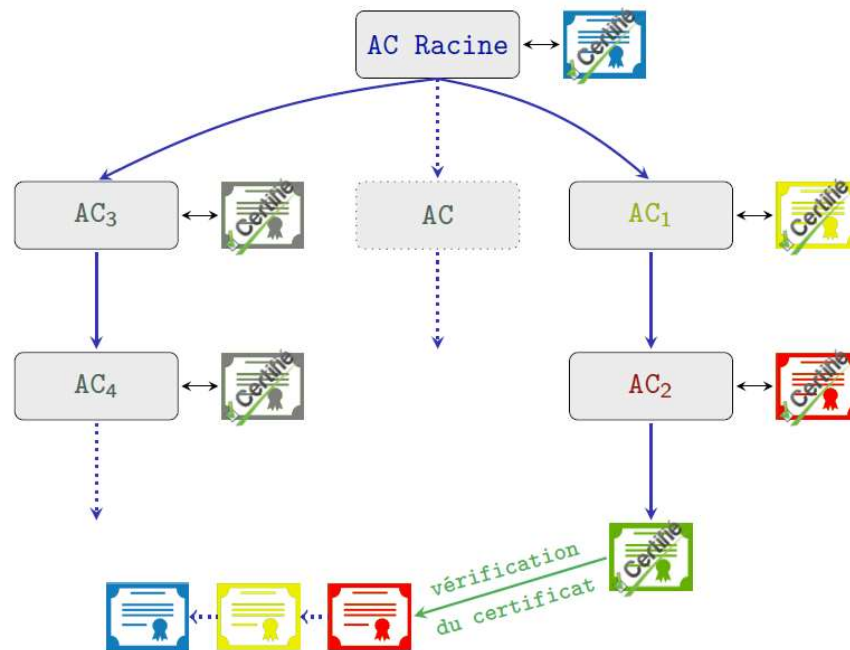 AC Racine
Certifié
AC₃
Certifié
AC
AC₁
Certifié
AC₄
Certifié
AC₂
Certifié
Certifié
vérification
du certificat